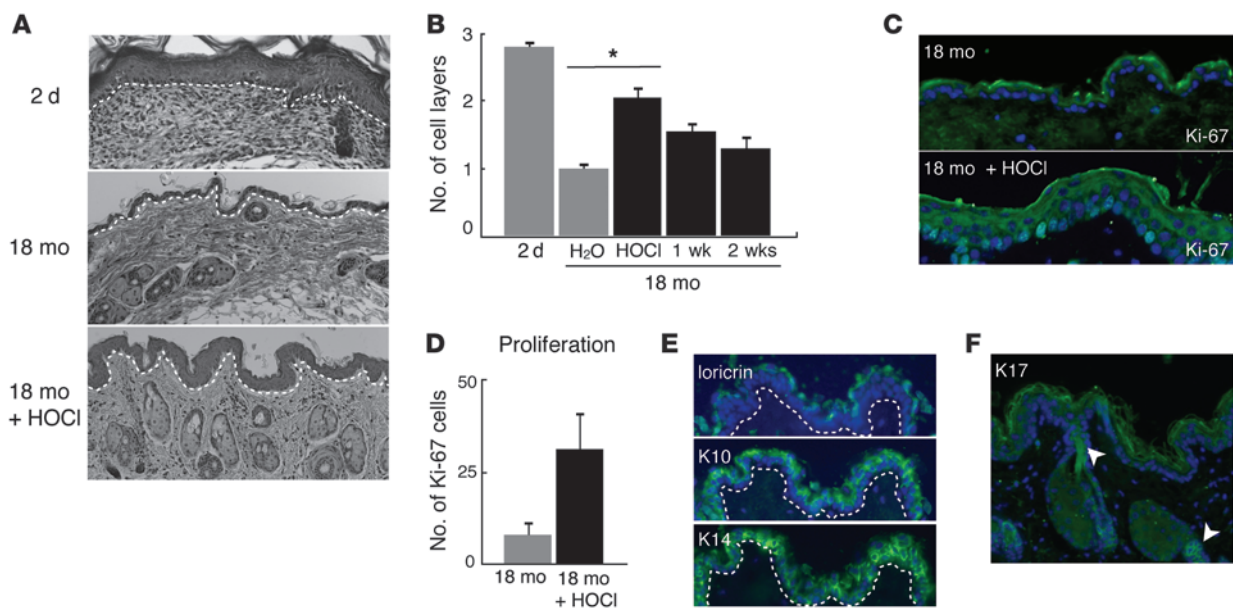 A
2 d
18 mo
18 mo
+ HOCl
B
No. of cell layers
3
2
1
0
*
2 d
H₂O
HOCl
1 wk
2 wks
18 mo
C
18 mo
Ki-67
18 mo + HOCl
Ki-67
D
Proliferation
No. of Ki-67 cells
50
25
0
18 mo
18 mo
+ HOCl
E
loricrin
K10
K14
F
K17